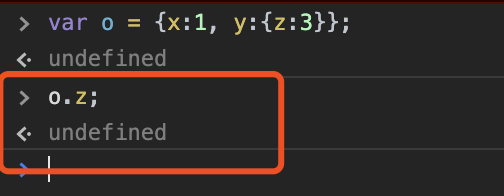 > var o = {x:1, y:{z:3}};
undefined
> o.z;
undefined
>